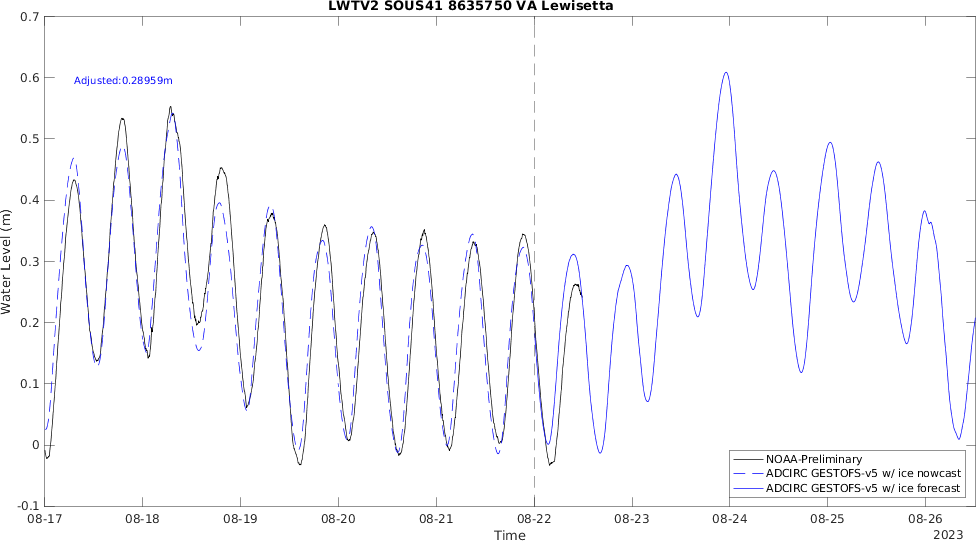 LWTV2 SOUS41 8635750 VA Lewisetta
Adjusted:0.28959m
0.7
0.6
0.5
0.4
0.3
0.2
0.1
0
-0.1
Water Level (m)
NOAA-Preliminary
ADCIRC GESTOFS-v5 w/ ice nowcast
ADCIRC GESTOFS-v5 w/ ice forecast
08-17 08-18 08-19 08-20 08-21 08-22 08-23 08-24 08-25 08-26
Time
2023